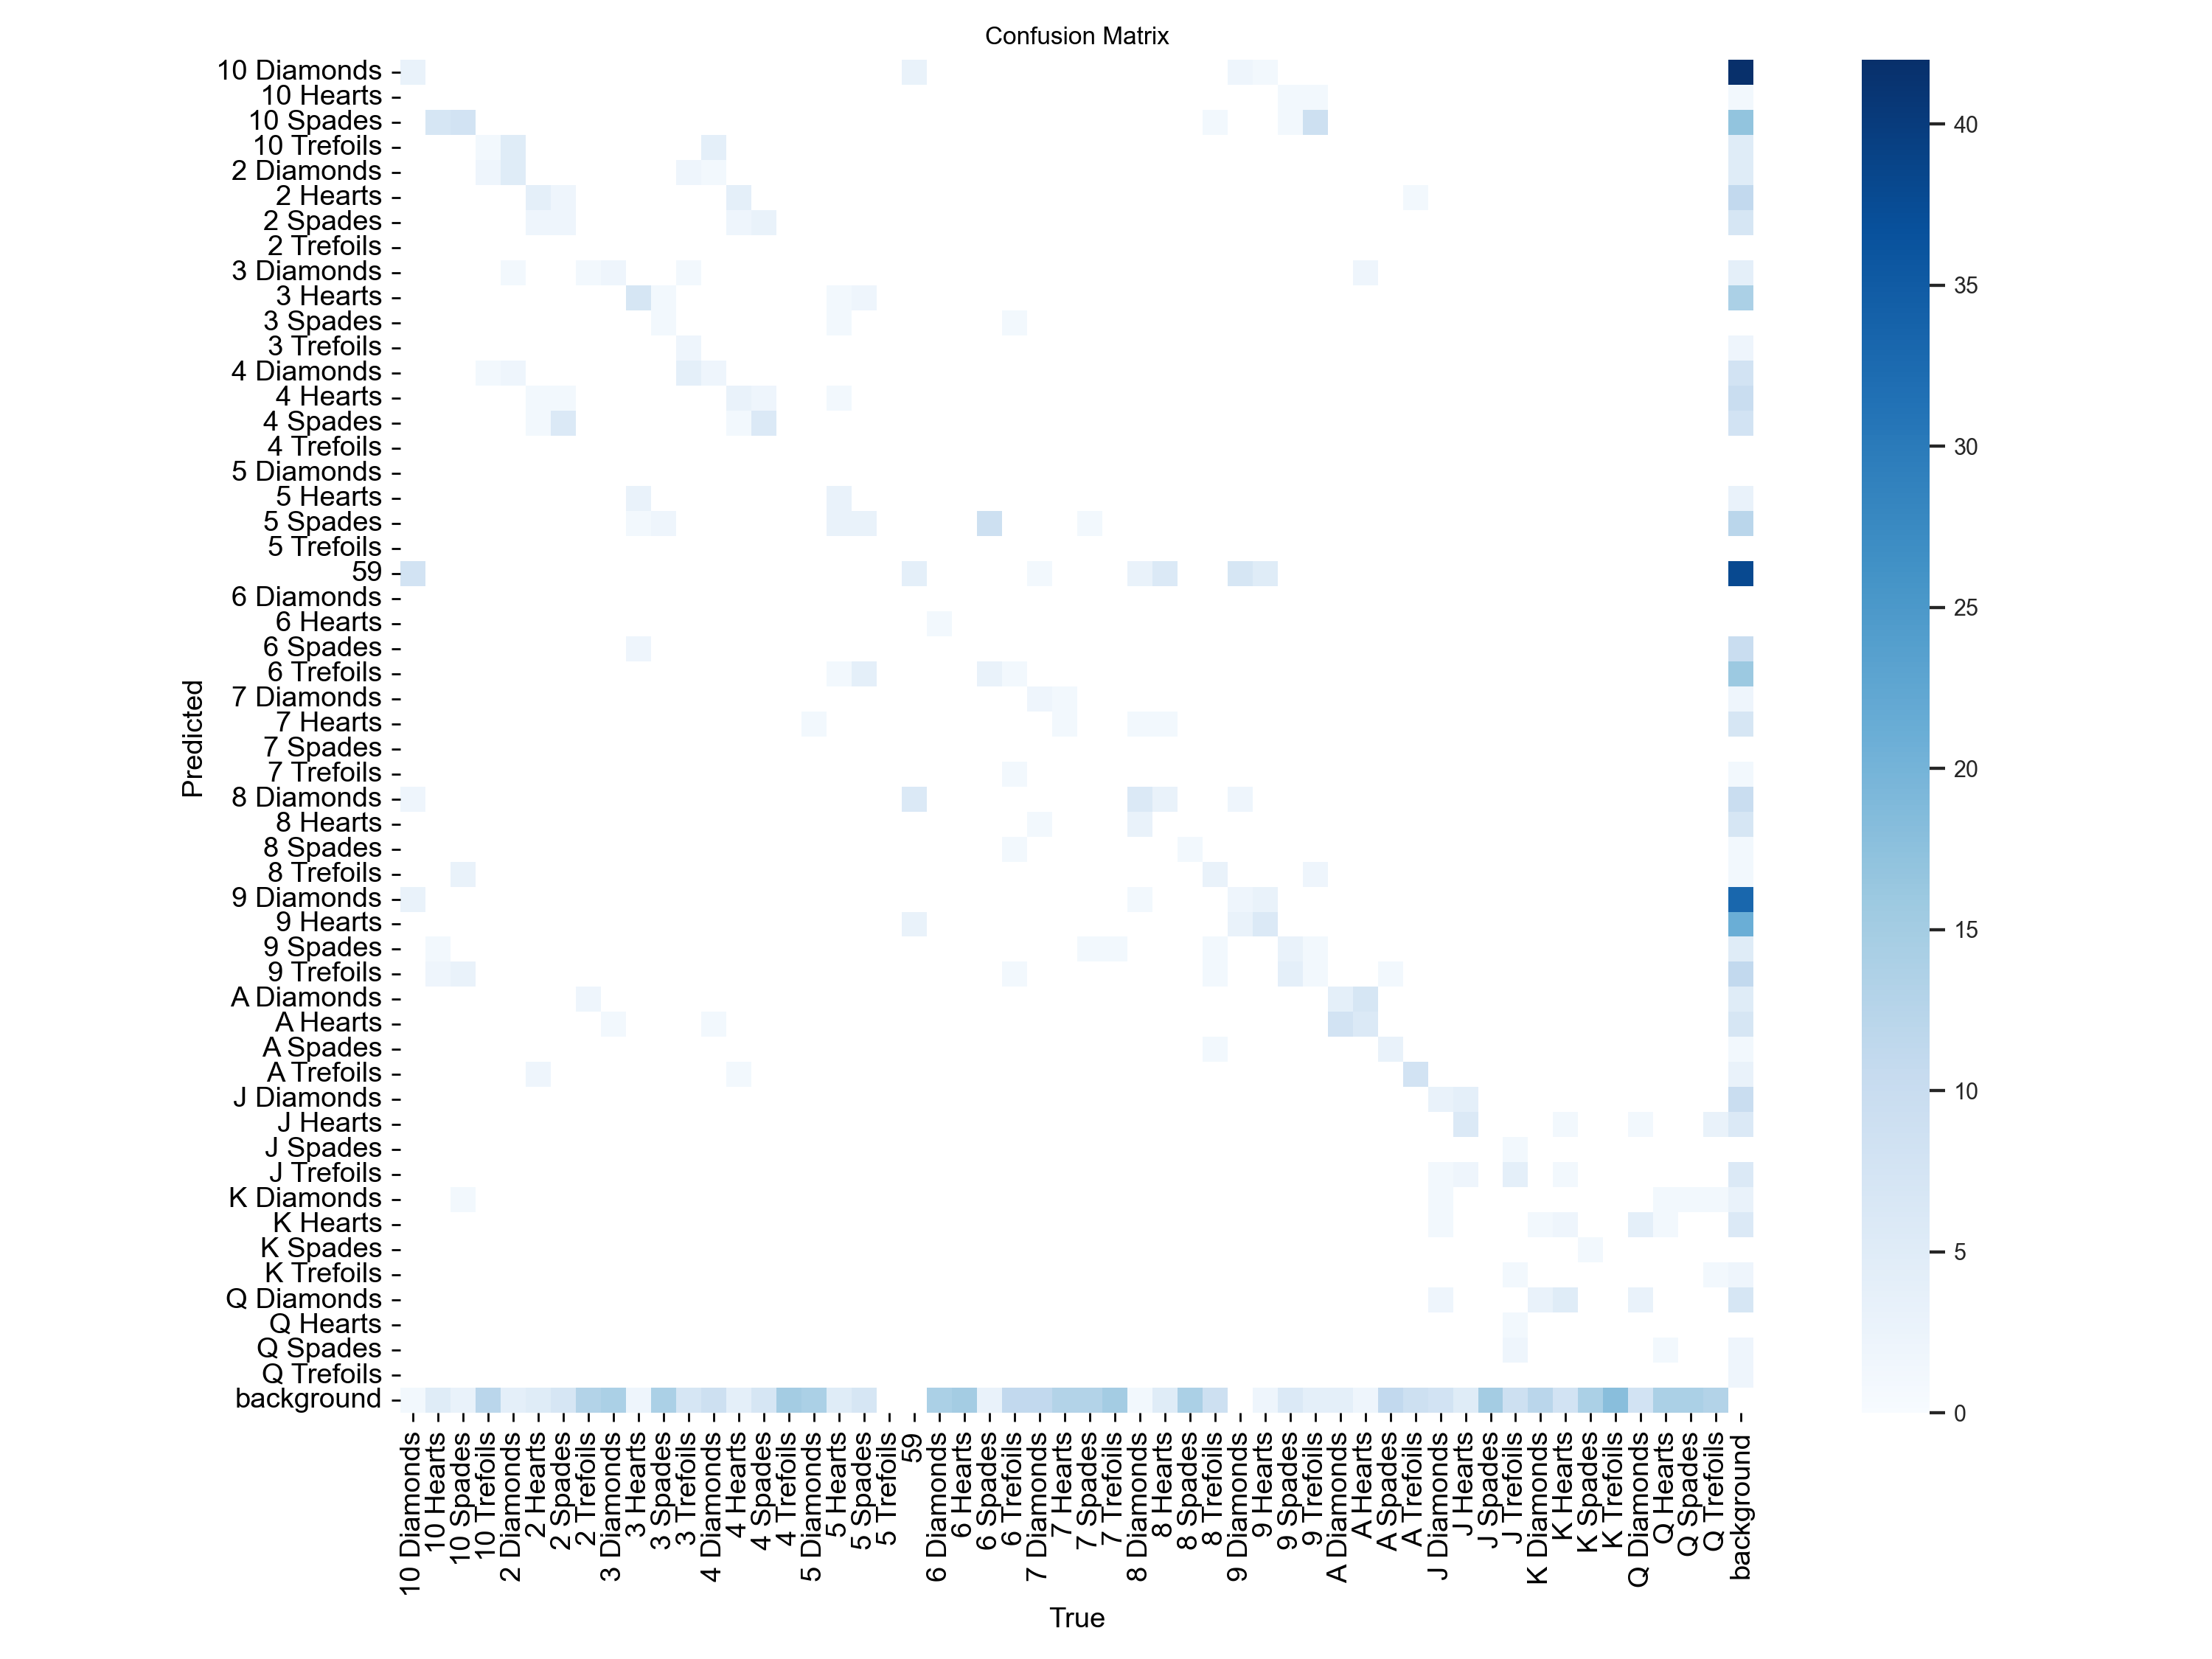 Confusion Matrix
Predicted
10 Diamonds
10 Hearts
10 Spades
10 Trefoils
2 Diamonds
2 Hearts
2 Spades
2 Trefoils
3 Diamonds
3 Hearts
3 Spades
3 Trefoils
4 Diamonds
4 Hearts
4 Spades
4 Trefoils
5 Diamonds
5 Hearts
5 Spades
5 Trefoils
59
6 Diamonds
6 Hearts
6 Spades
6 Trefoils
7 Diamonds
7 Hearts
7 Spades
7 Trefoils
8 Diamonds
8 Hearts
8 Spades
8 Trefoils
9 Diamonds
9 Hearts
9 Spades
9 Trefoils
A Diamonds
A Hearts
A Spades
A Trefoils
J Diamonds
J Hearts
J Spades
J Trefoils
K Diamonds
K Hearts
K Spades
K Trefoils
Q Diamonds
Q Hearts
Q Spades
Q Trefoils
background
10 Diamonds
10 Hearts
10 Spades
10 Trefoils
2 Diamonds
2 Hearts
2 Spades
2 Trefoils
3 Diamonds
3 Hearts
3 Spades
3 Trefoils
4 Diamonds
4 Hearts
4 Spades
4 Trefoils
5 Diamonds
5 Hearts
5 Spades
5 Trefoils
59
6 Diamonds
6 Hearts
6 Spades
6 Trefoils
7 Diamonds
7 Hearts
7 Spades
7 Trefoils
8 Diamonds
8 Hearts
8 Spades
8 Trefoils
9 Diamonds
9 Hearts
9 Spades
9 Trefoils
A Diamonds
A Hearts
A Spades
A Trefoils
J Diamonds
J Hearts
J Spades
J Trefoils
K Diamonds
K Hearts
K Spades
K Trefoils
Q Diamonds
Q Hearts
Q Spades
Q Trefoils
background
True
40
35
30
25
20
15
10
5
0